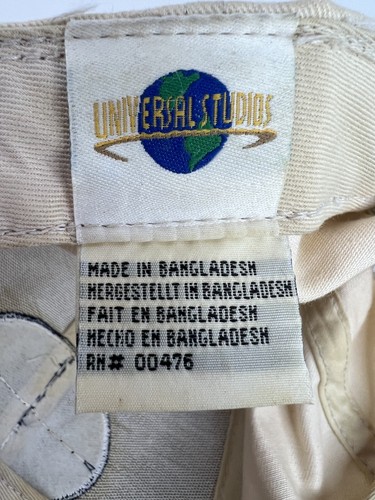 UNIVERSAL STUDIOS
MADE IN BANGLADESH
HERGESTELLT IN BANGLADESH
FAIT EN BANGLADESH
HECHO EN BANGLADESH
RN# 00476